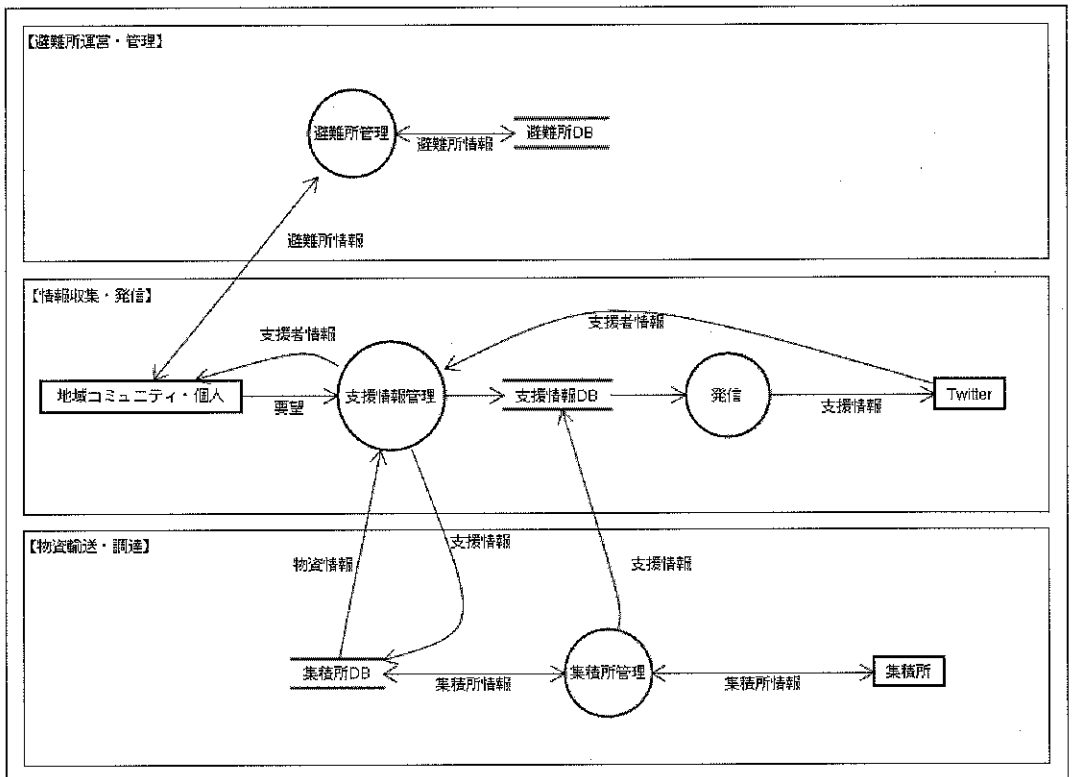 【避難所運営・管理】
避難所管理
避難所情報
避難所DB
避難所情報
【情報収集・発信】
支援者情報
支援者情報
地域コミュニティ・個人
要望
支援情報管理
支援情報DB
発信
支援情報
Twitter
【物資輸送・調達】
物資情報
支援情報
支援情報
集積所DB
集積所情報
集積所管理
集積所情報
集積所